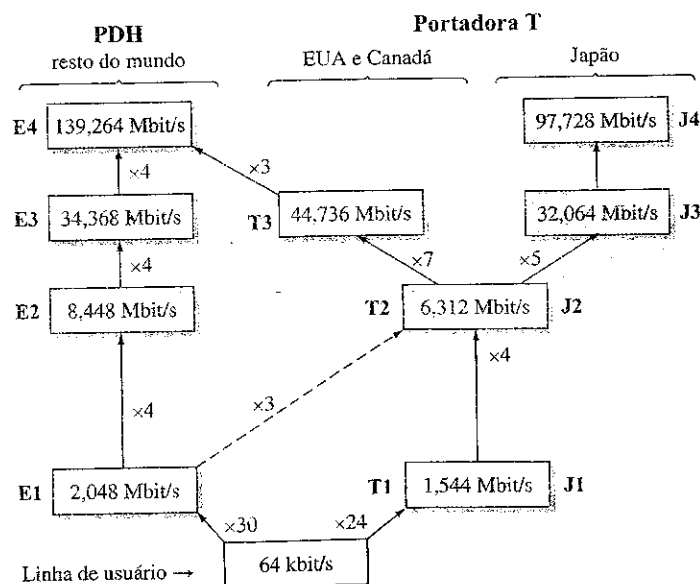 PDH
Portadora T
resto do mundo
EUA e Canadá
Japão
E4
139,264 Mbit/s
97,728 Mbit/s
J4
×4
×3
E3
34,368 Mbit/s
T3
44,736 Mbit/s
32,064 Mbit/s
J3
×4
×7
×5
E2
8,448 Mbit/s
T2
6,312 Mbit/s
J2
×4
×4
×3
E1
2,048 Mbit/s
T1
1,544 Mbit/s
J1
×30
×24
Linha de usuário →
64 kbit/s